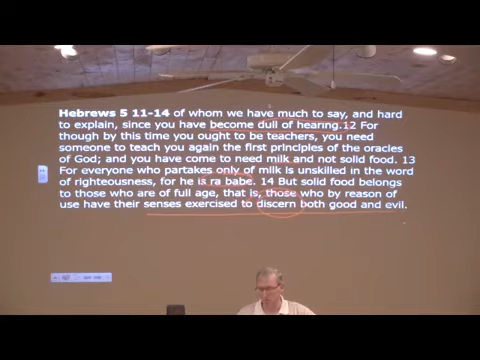 Hebrews 5 11-14 of whom we have much to say, and hard
to explain, since you have become dull of hearing.12 For
though by this time you ought to be teachers, you need
someone to teach you again the first principles of the oracles
of God; and you have come to need milk and not solid food. 13
For everyone who partakes only of milk is unskilled in the word
of righteousness, for he is ra babe. 14 But solid food belongs
to those who are of full age, that is, those who by reason of
use have their senses exercised to discern both good and evil.